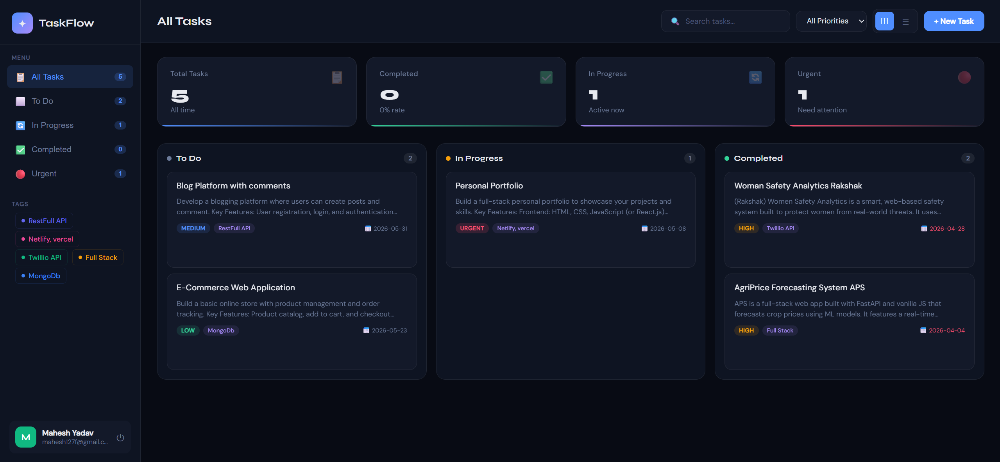 TaskFlow
MENU
All Tasks 5
To Do 2
In Progress 1
Completed 0
Urgent 1
TAGS
RestFull API
Netlify, vercel
Twillio API
Full Stack
MongoDb
M
Mahesh Yadav
mahesh127f@gmail.c...
All Tasks
Search tasks...
All Priorities
+ New Task
Total Tasks
5
All time
Completed
0
0% rate
In Progress
1
Active now
Urgent
1
Need attention
To Do 2
Blog Platform with comments
Develop a blogging platform where users can create posts and
comment. Key Features: User registration, login, and authentication...
MEDIUM RestFull API 2026-05-31
E-Commerce Web Application
Build a basic online store with product management and order
tracking. Key Features: Product catalog, add to cart, and checkout...
LOW MongoDb 2026-05-23
In Progress 1
Personal Portfolio
Build a full-stack personal portfolio to showcase your projects and
skills. Key Features: Frontend: HTML, CSS, JavaScript (or React.js)...
URGENT Netlify, vercel 2026-05-08
Completed 2
Woman Safety Analytics Rakshak
(Rakshak) Women Safety Analytics is a smart, web-based safety
system built to protect women from real-world threats. It uses...
HIGH Twillio API 2026-04-28
AgriPrice Forecasting System APS
APS is a full-stack web app built with FastAPI and vanilla JS that
forecasts crop prices using ML models. It features a real-time...
HIGH Full Stack 2026-04-04